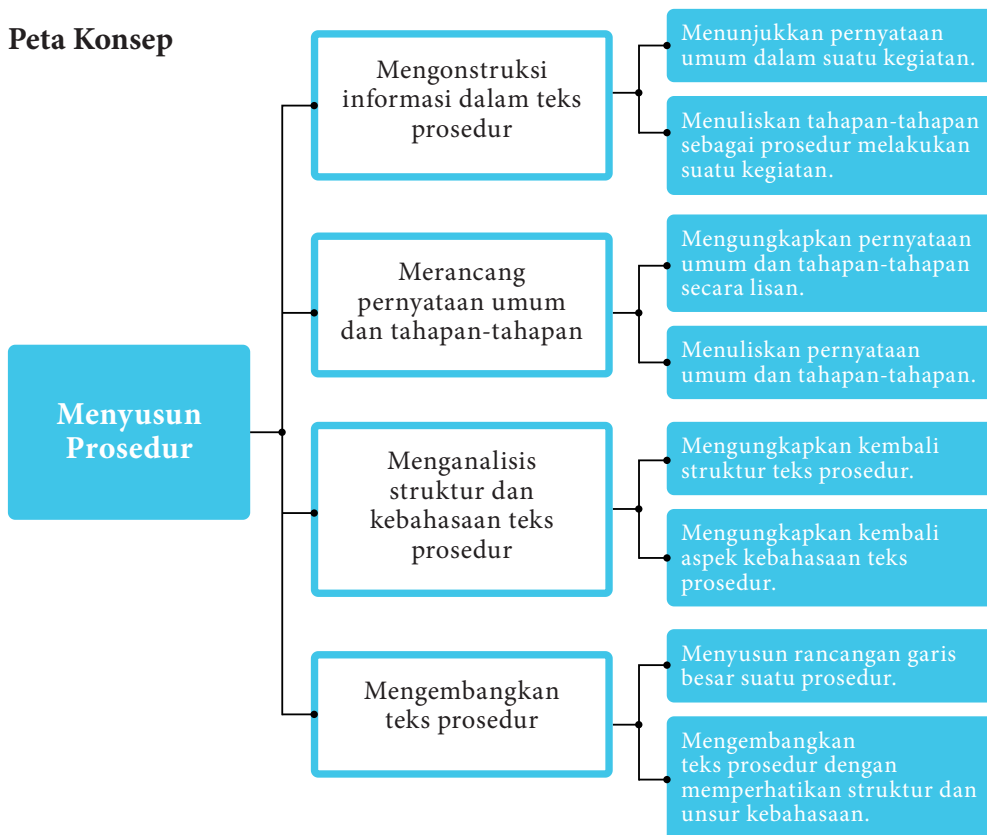 Peta Konsep
Menyusun
Prosedur
Mengonstruksi
informasi dalam teks
prosedur
Menunjukkan pernyataan
umum dalam suatu kegiatan.
Menuliskan tahapan-tahapan
sebagai prosedur melakukan
suatu kegiatan.
Merancang
pernyataan umum
dan tahapan-tahapan
Mengungkapkan pernyataan
umum dan tahapan-tahapan
secara lisan.
Menuliskan pernyataan
umum dan tahapan-tahapan.
Menganalisis
struktur dan
kebahasaan teks
prosedur
Mengungkapkan kembali
struktur teks prosedur.
Mengungkapkan kembali
aspek kebahasaan teks
prosedur.
Mengembangkan
teks prosedur
Menyusun rancangan garis
besar suatu prosedur.
Mengembangkan
teks prosedur dengan
memperhatikan struktur dan
unsur kebahasaan.